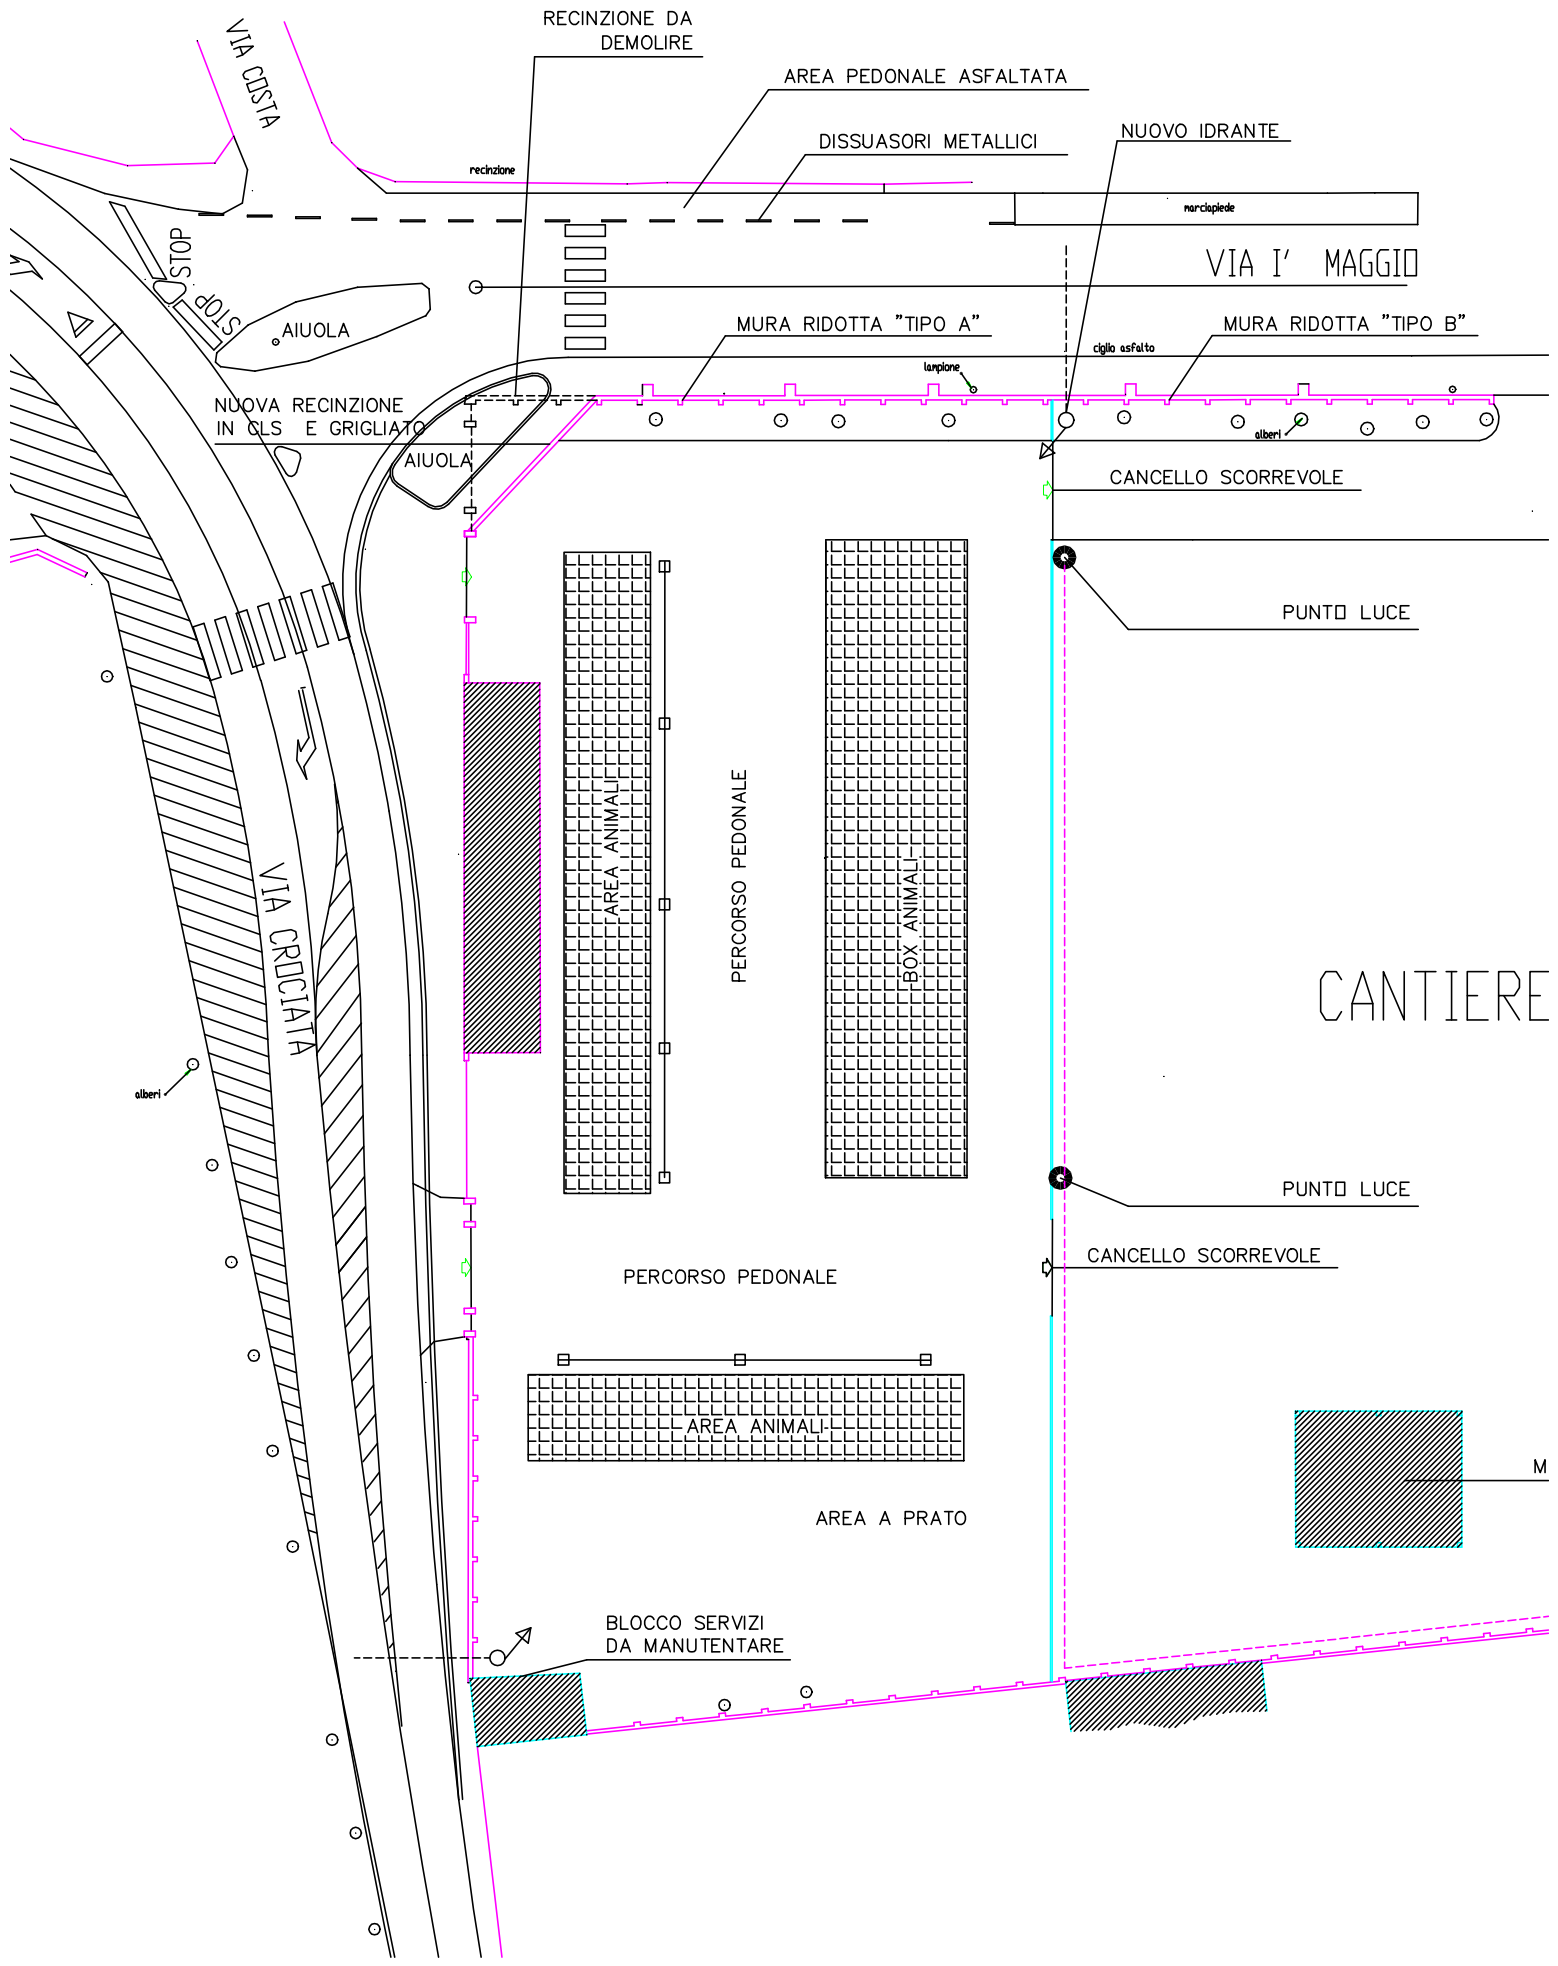 RECINZIONE DA
DEMOLIRE
VIA COSTA
AREA PEDONALE ASFALTATA
NUOVO IDRANTE
DISSUASORI METALLICI
recinzione
marciapiede
STOP
STOP
VIA I' MAGGIO
AIUOLA
MURA RIDOTTA "TIPO A"
MURA RIDOTTA "TIPO B"
ciglio asfalto
lampione
NUOVA RECINZIONE
IN CLS E GRIGLIATO
alberi
AIUOLA
CANCELLO SCORREVOLE
PUNTO LUCE
AREA ANIMALI
PERCORSO PEDONALE
BOX ANIMALI
VIA CROCIATA
CANTIERE
alberi
PUNTO LUCE
CANCELLO SCORREVOLE
PERCORSO PEDONALE
AREA ANIMALI
M
AREA A PRATO
BLOCCO SERVIZI
DA MANUTENTARE